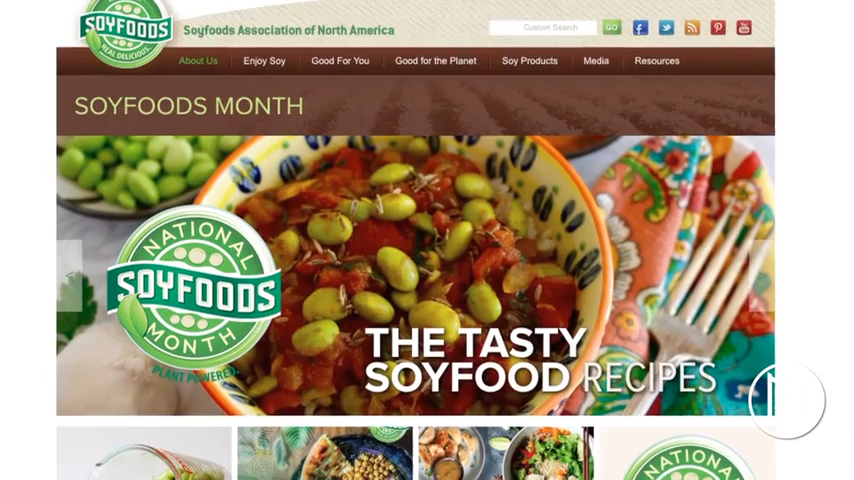 SOYFOODS
REAL DELICIOUS.
Soyfoods Association of North America
Custom Search
GO
About Us
Enjoy Soy
Good For You
Good for the Planet
Soy Products
Media
Resources
SOYFOODS MONTH
NATIONAL
SOYFOODS
MONTH
PLANT POWERED.
THE TASTY
SOYFOOD RECIPES
NATIONAL